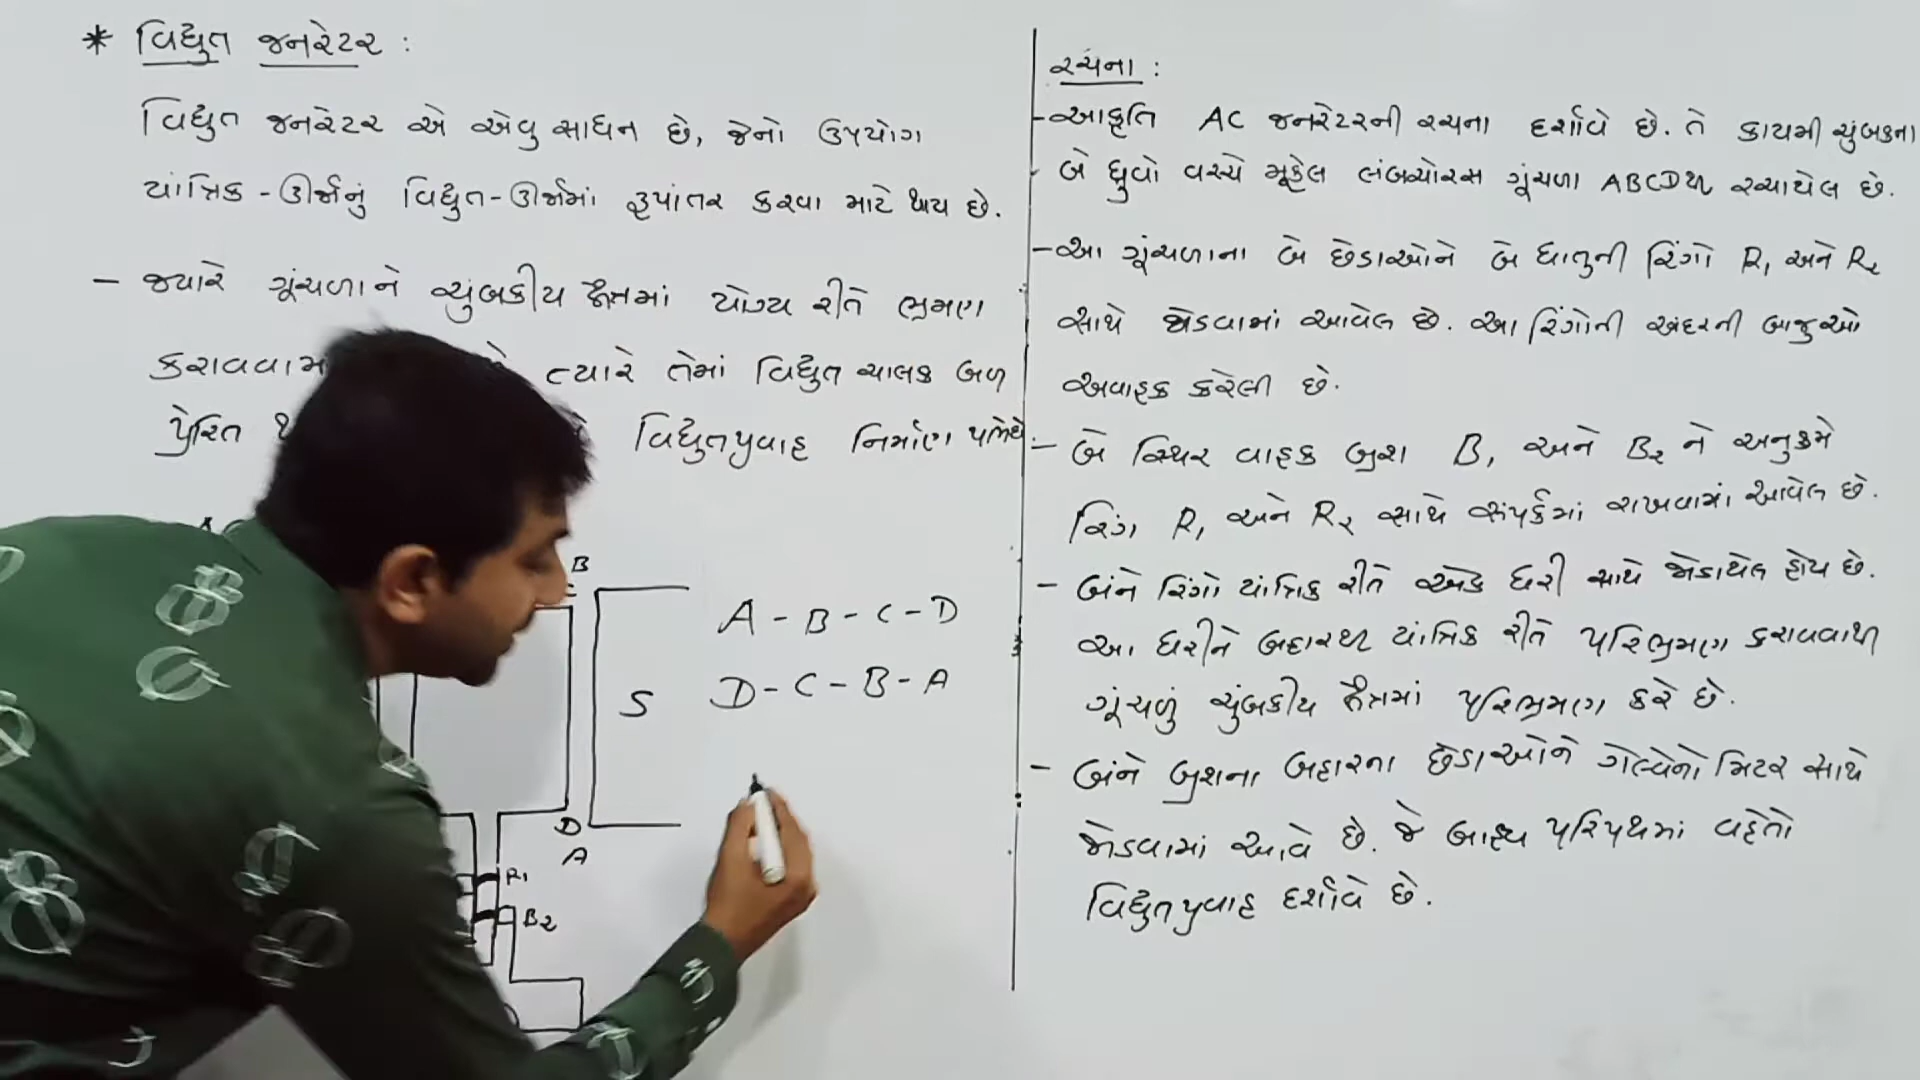 * વિદ્યુત જનરેટર :
વિદ્યુત જનરેટર એ એવુ સાધન છે, જેનો ઉપયોગ
યાંત્રિક - ઊર્જાનું વિદ્યુત - ઊર્જામાં રૂપાંતર કરવા માટે થાય છે.
- જ્યારે ગૂંચળાને ચુંબકીય ક્ષેત્રમાં યોગ્ય રીતે ભ્રમણ
કરાવવામાં ત્યારે તેમાં વિદ્યુત ચાલક બળ
પ્રેરિત વિદ્યુતપ્રવાહ નિર્માણ
B
A - B - C - D
D - C - B - A
S
D
A
R₁
B₂
રચના :
- આકૃતિ AC જનરેટરની રચના દર્શાવે છે. તે કાયમી ચુંબકના
બે ધ્રુવો વચ્ચે મૂકેલ લંબચોરસ ગૂંચળા ABCDથી રચાયેલ છે.
- આ ગૂંચળાના બે છેડાઓને બે ધાતુની રિંગો R₁ અને R₂
સાથે જોડવામાં આવેલ છે. આ રિંગોની અંદરની બાજુઓ
અવાહક કરેલી છે.
- બે સ્થિર વાહક બ્રશ B₁ અને B₂ ને અનુક્રમે
રિંગ R₁ અને R₂ સાથે સંપર્કમાં રાખવામાં આવેલ છે.
- બંને રિંગો યાંત્રિક રીતે એક ધરી સાથે જોડાયેલ હોય છે.
આ ધરીને બહારથી યાંત્રિક રીતે પરિભ્રમણ કરાવવાથી
ગૂંચળું ચુંબકીય ક્ષેત્રમાં પરિભ્રમણ કરે છે.
- બંને બ્રશના બહારના છેડાઓને ગેલ્વેનો મિટર સાથે
જોડવામાં આવે છે. જે બાહ્ય પરિપથમાં વહેતો
વિદ્યુતપ્રવાહ દર્શાવે છે.